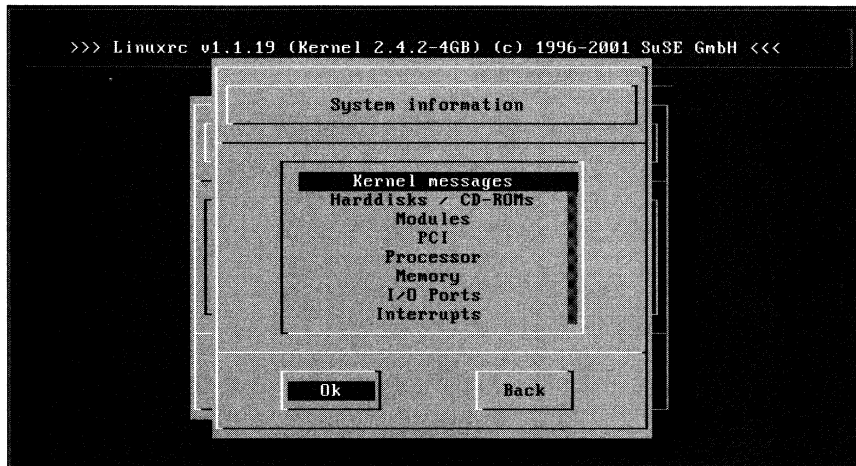 >>> Linuxrc v1.1.19 (Kernel 2.4.2-4GB) (c) 1996-2001 SuSE GmbH <<<
System information
Kernel messages
Harddisks / CD-ROMs
Modules
PCI
Processor
Memory
I/O Ports
Interrupts
Ok Back